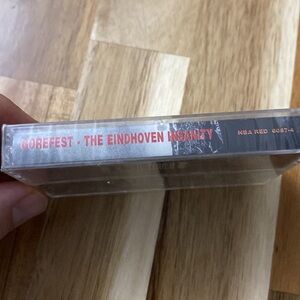 GOREFEST · THE EINDHOVEN INSANITY NBA RED 6087-4